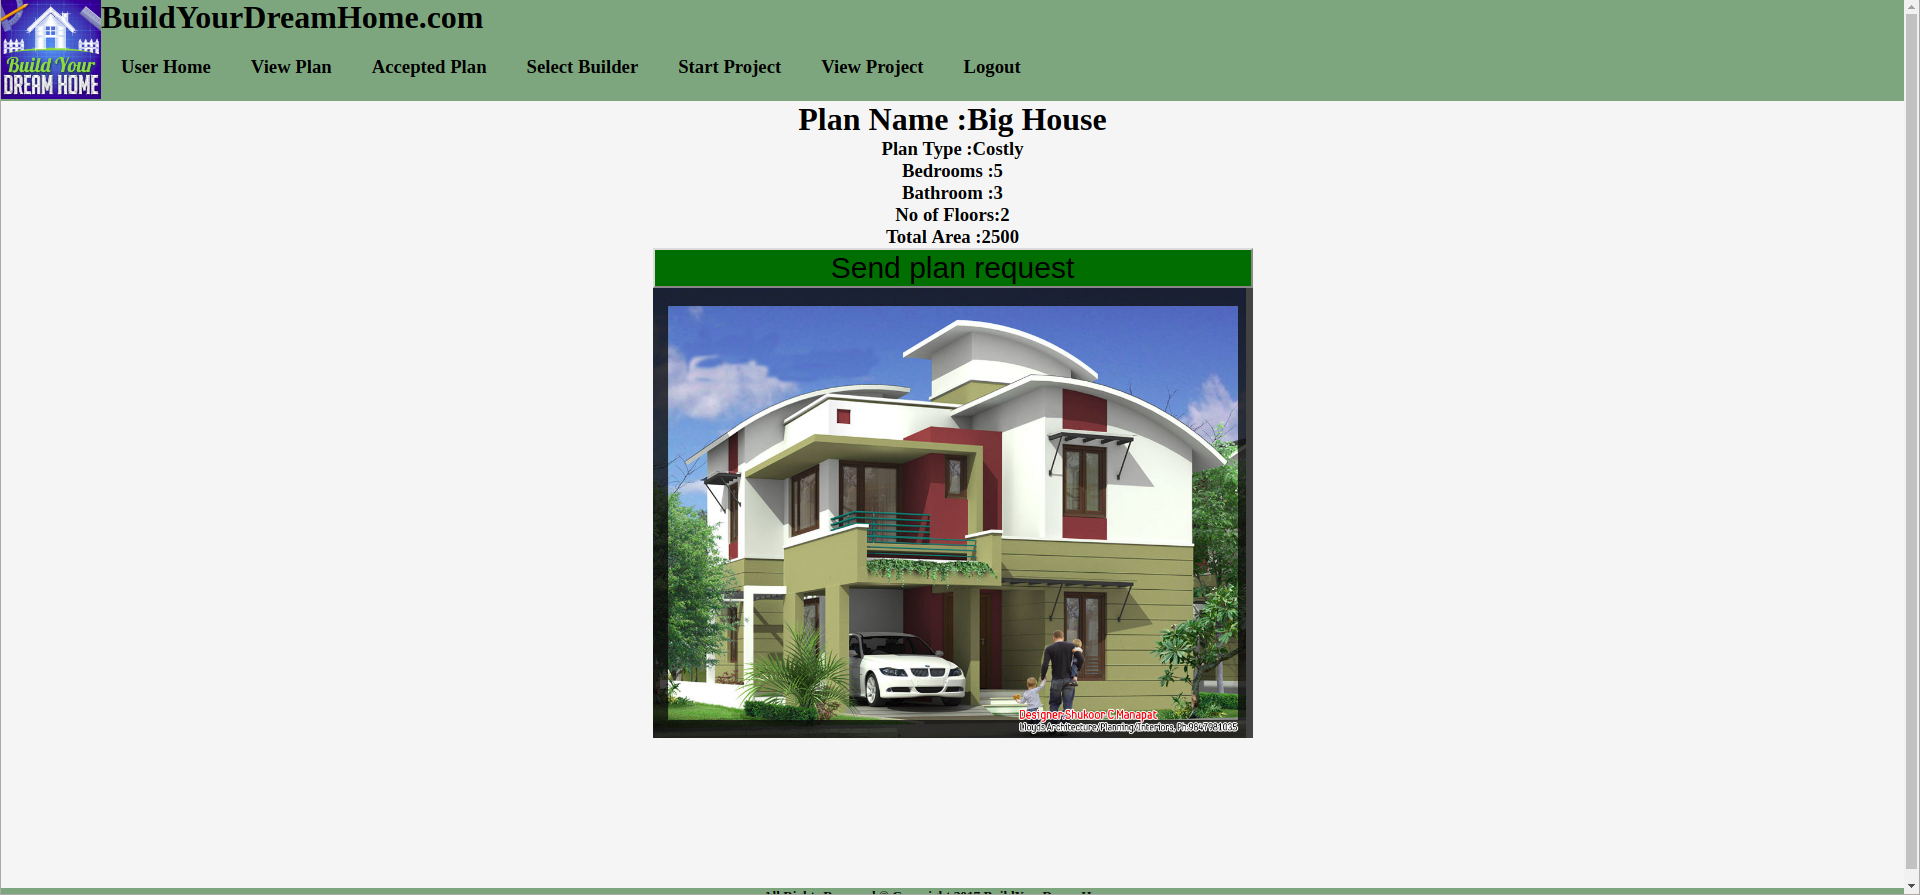 BuildYourDreamHome.com
Build Your
DREAM HOME
User Home View Plan Accepted Plan Select Builder Start Project View Project Logout
Plan Name :Big House
Plan Type :Costly
Bedrooms :5
Bathroom :3
No of Floors:2
Total Area :2500
Send plan request
Designer:Shukoor C Manapat
Lloyds Architecture/Planning/Interiors, Ph:9847981035